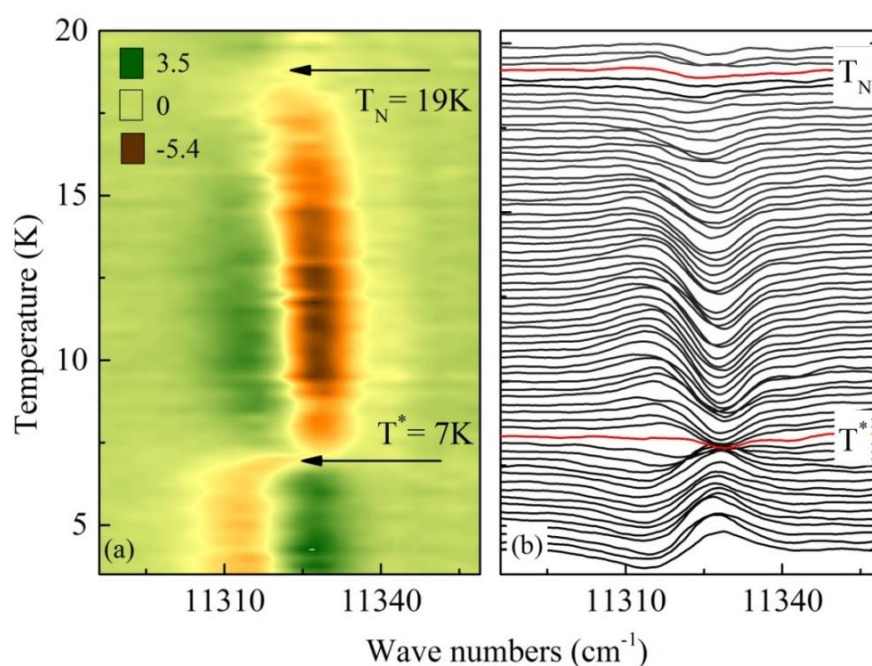 20
15
10
5
Temperature (K)
3.5
0
-5.4
T_N = 19K
T* = 7K
(a)
11310
11340
T_N
T*
(b)
11310
11340
Wave numbers (cm⁻¹)